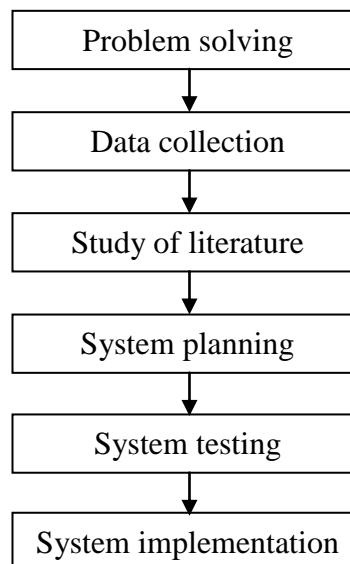 Problem solving
Data collection
Study of literature
System planning
System testing
System implementation